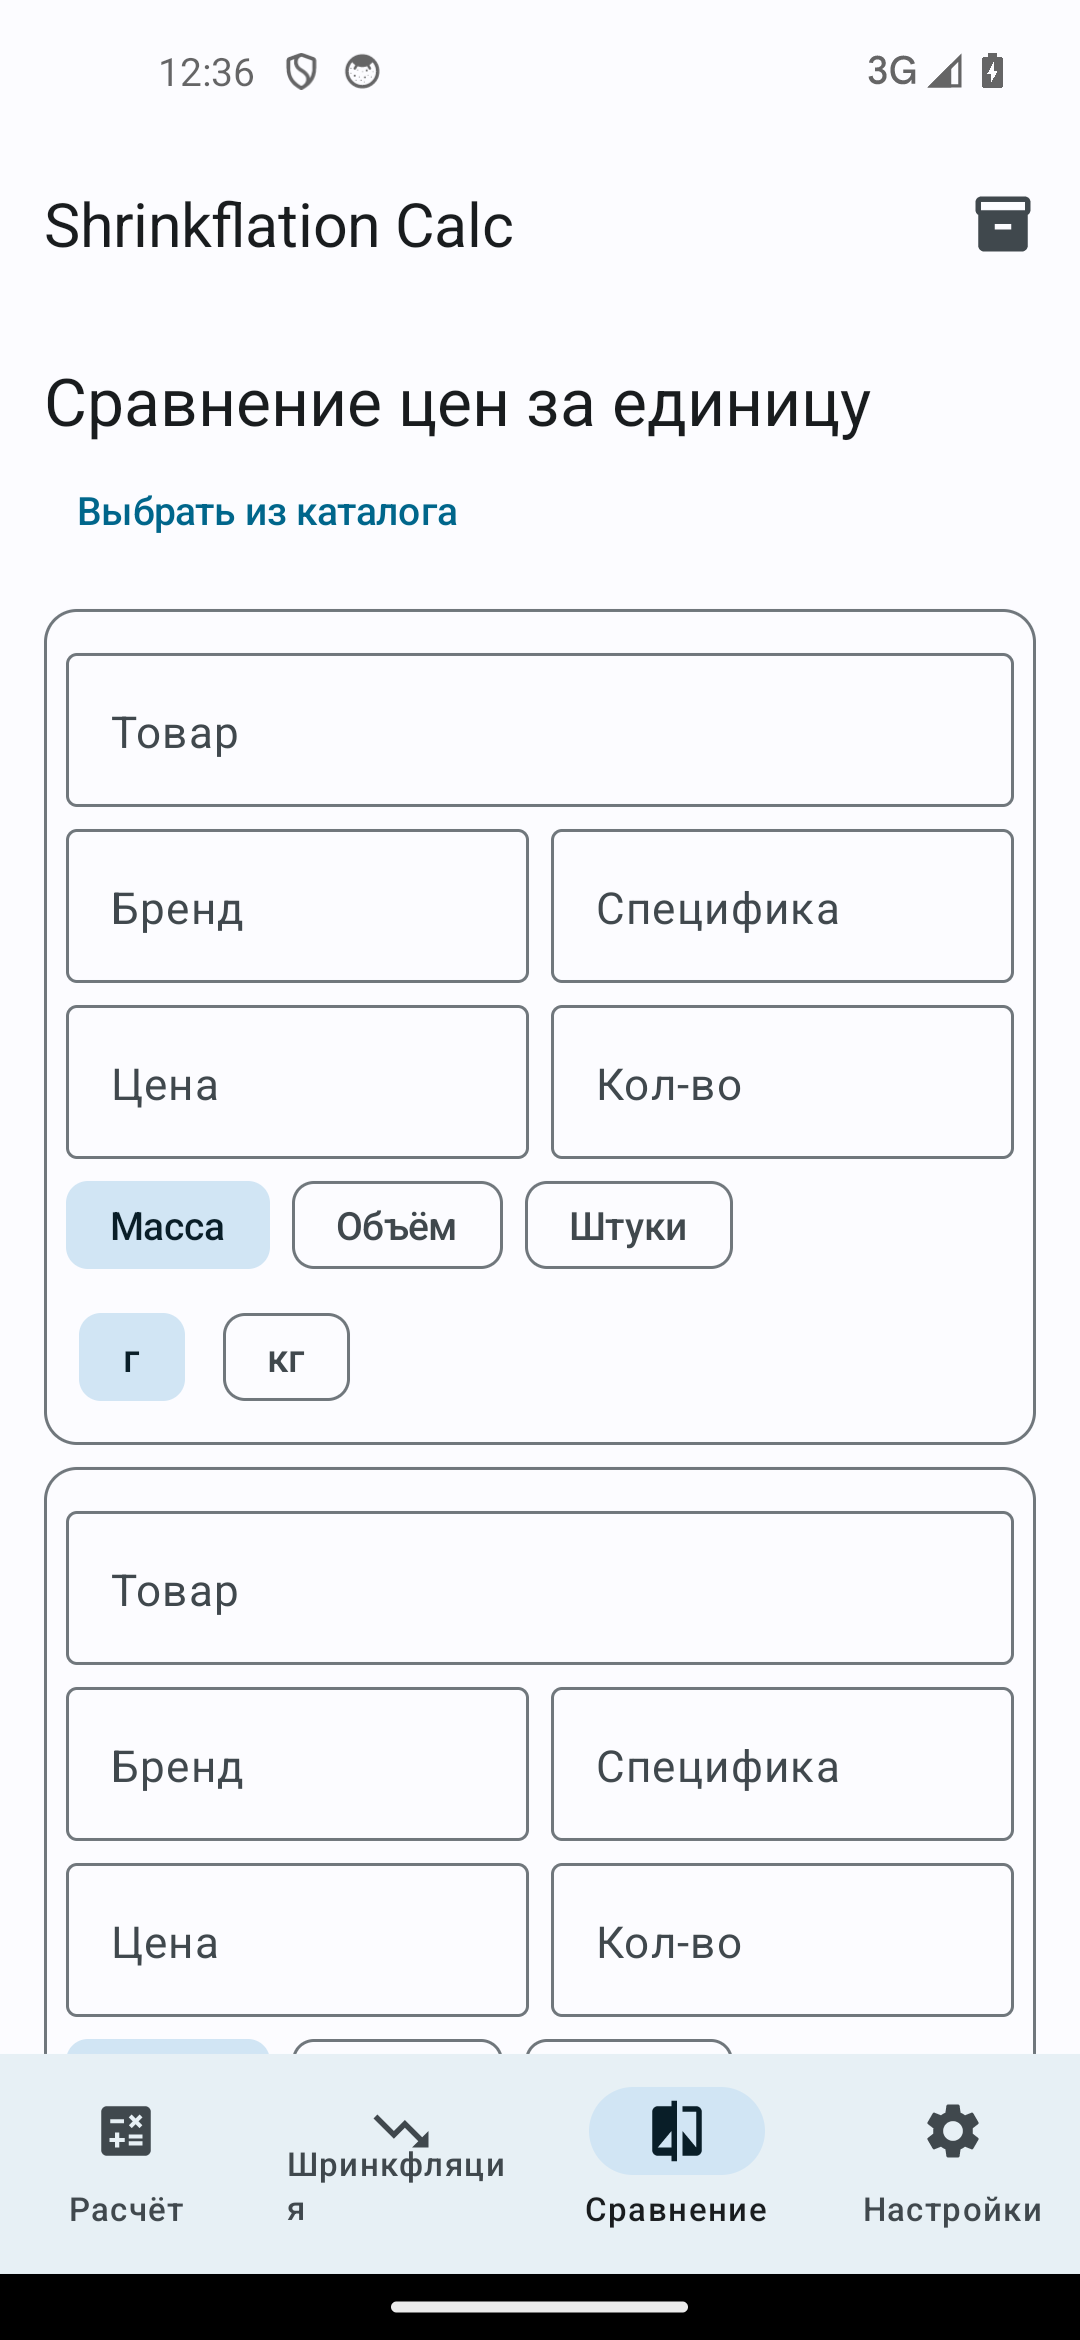 12:36
3G
Shrinkflation Calc
Сравнение цен за единицу
Выбрать из каталога
Товар
Бренд
Специфика
Цена
Кол-во
Масса
Объём
Штуки
г
кг
Товар
Бренд
Специфика
Цена
Кол-во
Расчёт
Шринкфляци
я
Сравнение
Настройки